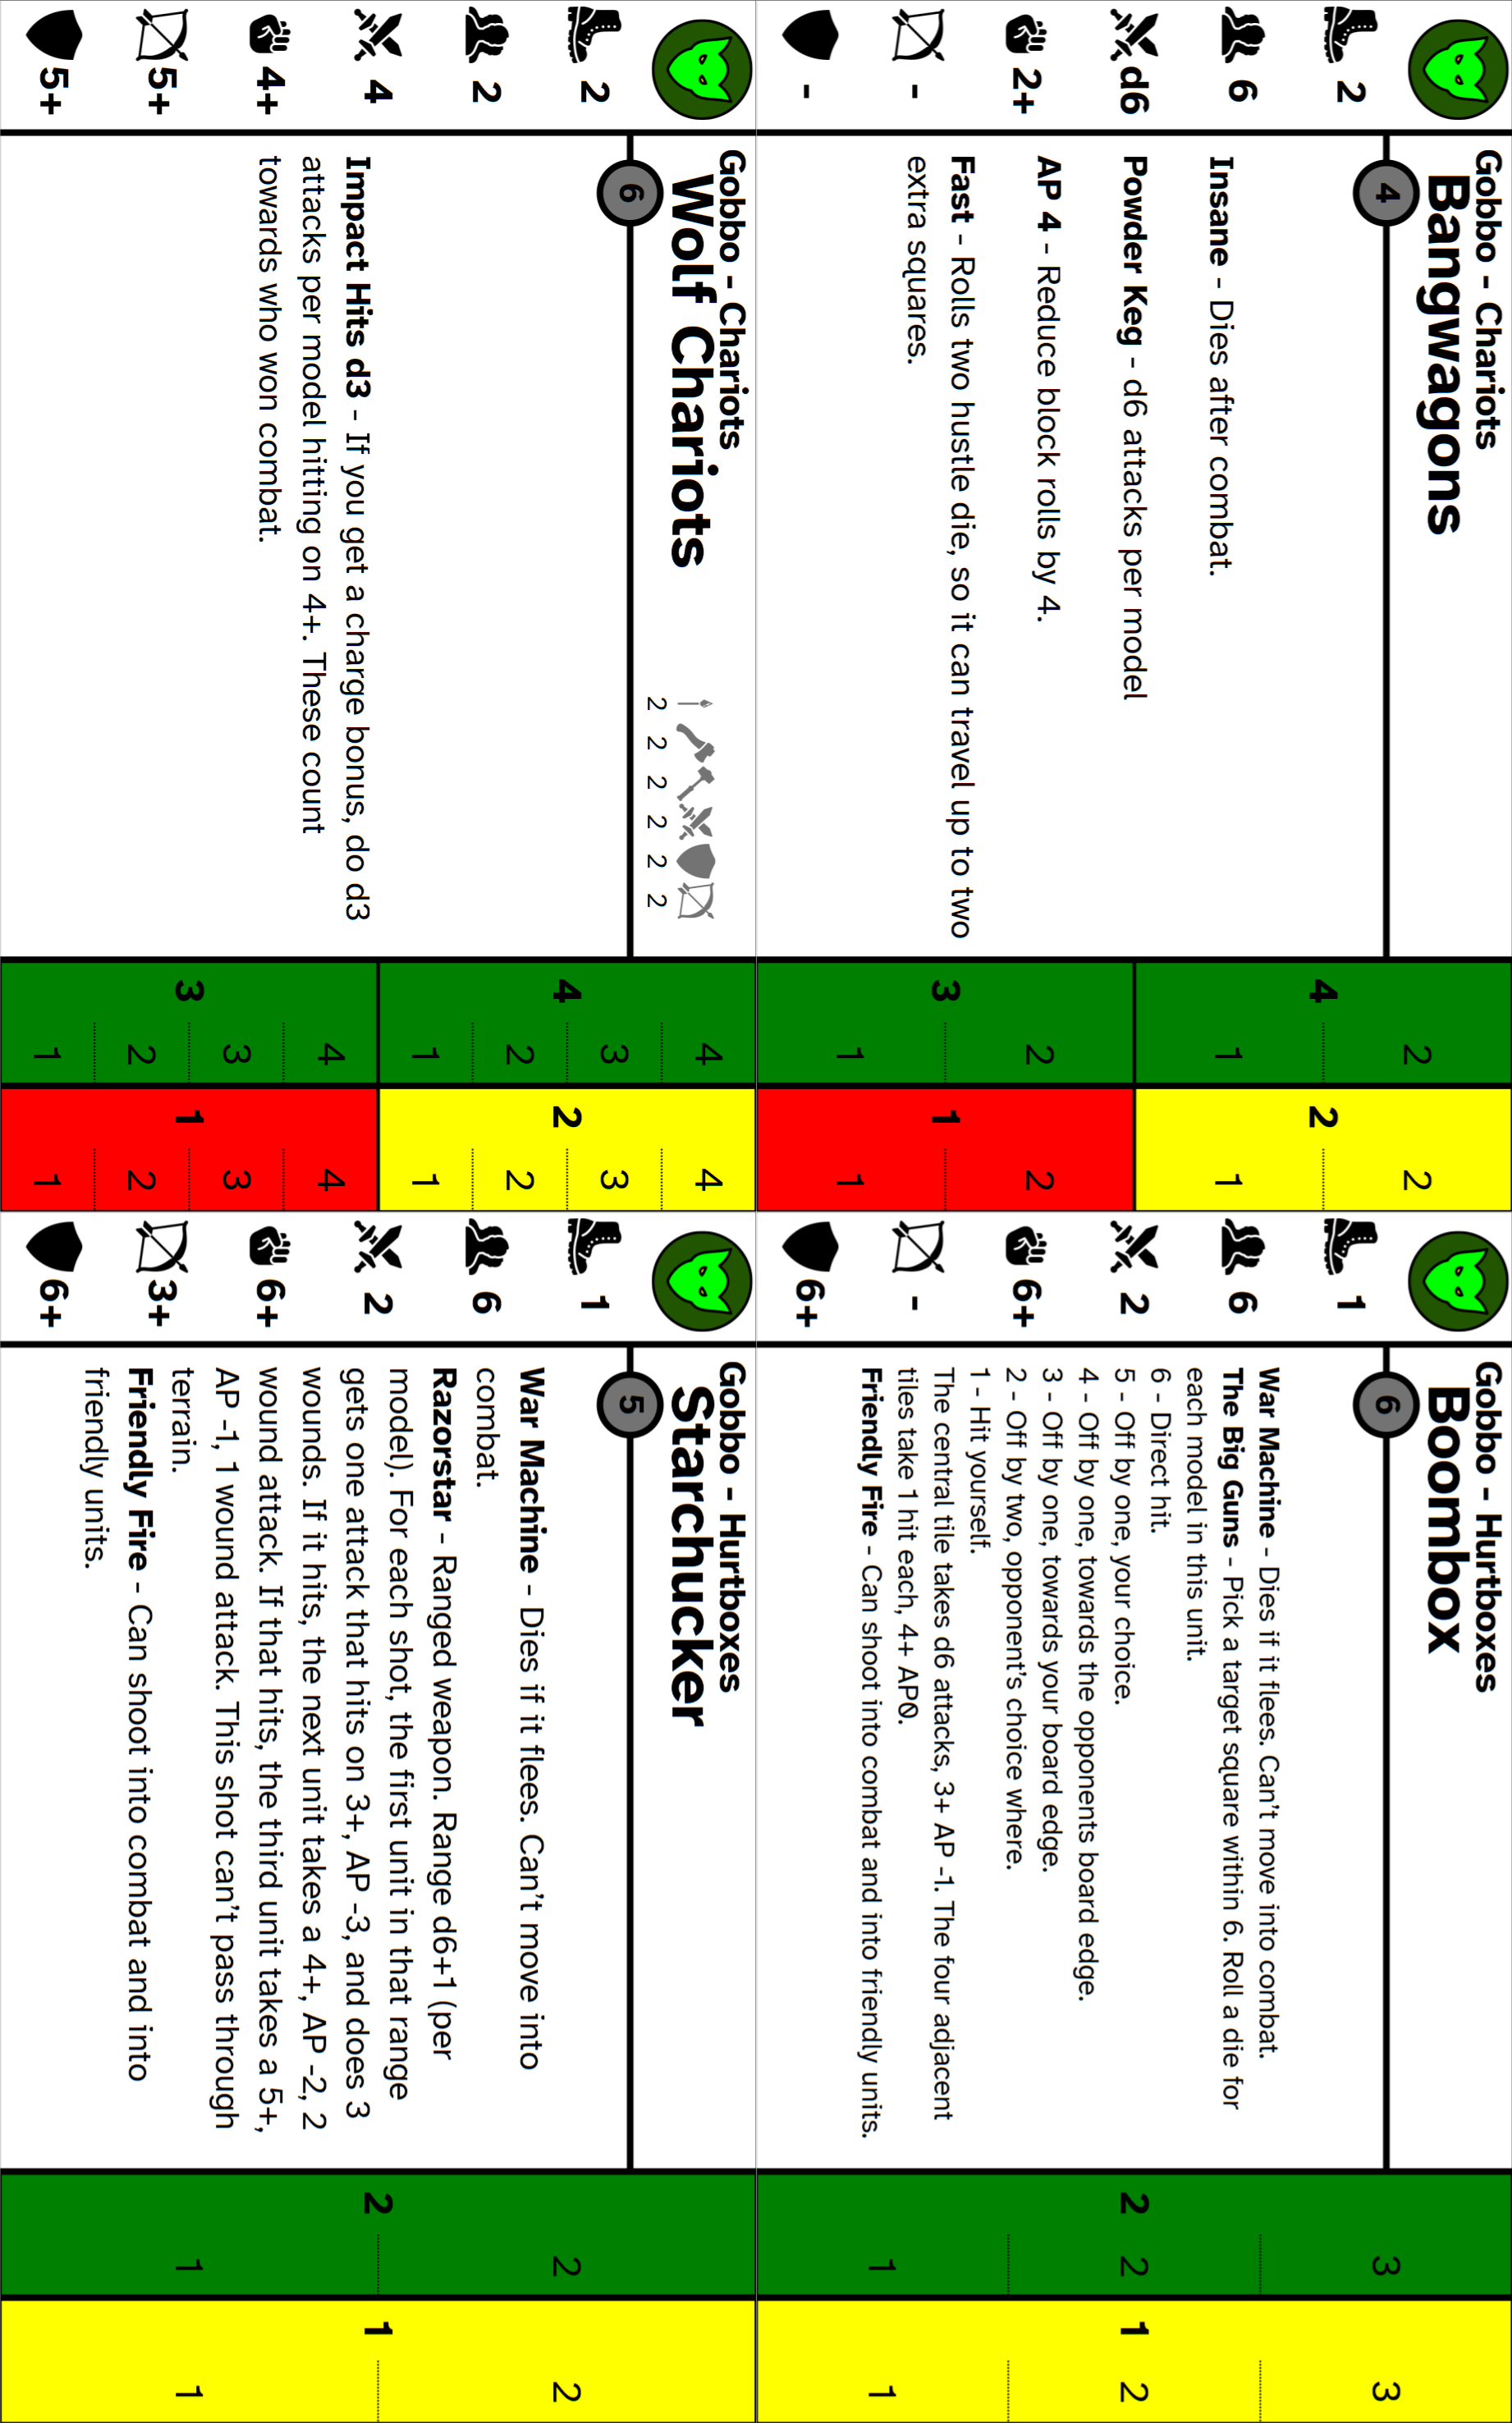 Gobbo - Chariots
Bangwagons
4
2
6
d6
2+
-
-
Insane - Dies after combat.
Powder Keg - d6 attacks per model
AP 4 - Reduce block rolls by 4.
Fast - Rolls two hustle die, so it can travel up to two
extra squares.
4
2
1
3
2
1
2
2
1
1
2
1
Gobbo - Hurtboxes
Boombox
6
1
6
2
6+
-
6+
War Machine - Dies if it flees. Can't move into combat.
The Big Guns - Pick a target square within 6. Roll a die for
each model in this unit.
6 - Direct hit.
5 - Off by one, your choice.
4 - Off by one, towards the opponents board edge.
3 - Off by one, towards your board edge.
2 - Off by two, opponent's choice where.
1 - Hit yourself.
The central tile takes d6 attacks, 3+ AP -1. The four adjacent
tiles take 1 hit each, 4+ AP0.
Friendly Fire - Can shoot into combat and into friendly units.
2
3
2
1
1
3
2
1
Gobbo - Chariots
Wolf Chariots
6
2 2 2 2 2 2
2
2
4
4+
5+
5+
Impact Hits d3 - If you get a charge bonus, do d3
attacks per model hitting on 4+. These count
towards who won combat.
4
4
3
2
1
3
4
3
2
1
2
4
3
2
1
1
4
3
2
1
Gobbo - Hurtboxes
Starchucker
5
1
6
2
6+
3+
6+
War Machine - Dies if it flees. Can't move into
combat.
Razorstar - Ranged weapon. Range d6+1 (per
model). For each shot, the first unit in that range
gets one attack that hits on 3+, AP -3, and does 3
wounds. If it hits, the next unit takes a 4+, AP -2, 2
wound attack. If that hits, the third unit takes a 5+,
AP -1, 1 wound attack. This shot can't pass through
terrain.
Friendly Fire - Can shoot into combat and into
friendly units.
2
2
1
1
2
1